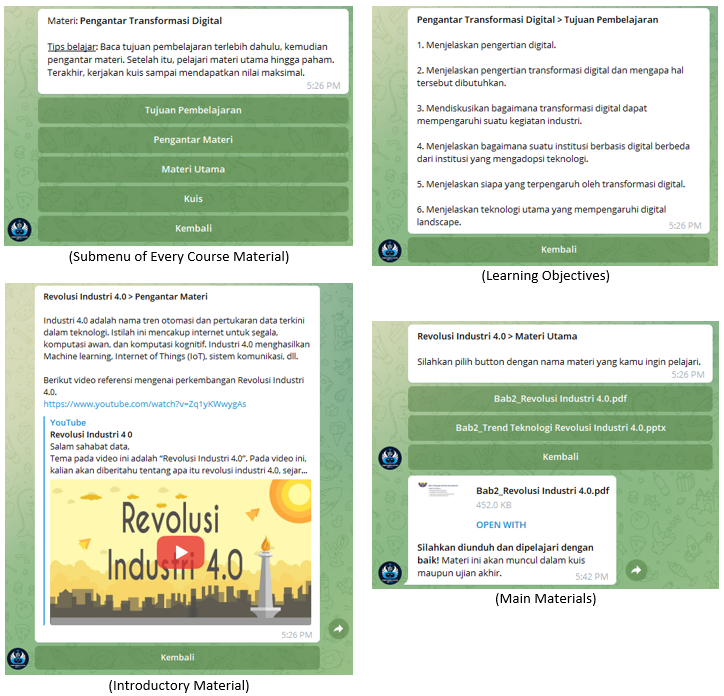 Materi: Pengantar Transformasi Digital
Tips belajar: Baca tujuan pembelajaran terlebih dahulu, kemudian
pengantar materi. Setelah itu, pelajari materi utama hingga paham.
Terakhir, kerjakan kuis sampai mendapatkan nilai maksimal.
5:26 PM
Tujuan Pembelajaran
Pengantar Materi
Materi Utama
Kuis
Kembali
(Submenu of Every Course Material)
Pengantar Transformasi Digital > Tujuan Pembelajaran
1. Menjelaskan pengertian digital.
2. Menjelaskan pengertian transformasi digital dan mengapa hal
tersebut dibutuhkan.
3. Mendiskusikan bagaimana transformasi digital dapat
mempengaruhi suatu kegiatan industri.
4. Menjelaskan bagaimana suatu institusi berbasis digital berbeda
dari institusi yang mengadopsi teknologi.
5. Menjelaskan siapa yang terpengaruh oleh transformasi digital.
6. Menjelaskan teknologi utama yang mempengaruhi digital
landscape.
5:26 PM
Kembali
(Learning Objectives)
Revolusi Industri 4.0 > Pengantar Materi
Industri 4.0 adalah nama tren otomasi dan pertukaran data terkini
dalam teknologi. Istilah ini mencakup internet untuk segala,
komputasi awan, dan komputasi kognitif. Industri 4.0 menghasilkan
Machine learning, Internet of Things (IoT), sistem komunikasi, dll.
Berikut video referensi mengenai perkembangan Revolusi Industri
4.0.
https://www.youtube.com/watch?v=Zq1yKWwygAs
YouTube
Revolusi Industri 4 0
Salam sahabat data,
Tema pada video ini adalah “Revolusi Industri 4.0”. Pada video ini,
kalian akan diberitahu tentang apa itu revolusi industri 4.0, sejar...
Revolusi
Industri 4.0
5:26 PM
Kembali
(Introductory Material)
Revolusi Industri 4.0 > Materi Utama
Silahkan pilih button dengan nama materi yang kamu ingin pelajari.
5:26 PM
Bab2_Revolusi Industri 4.0.pdf
Bab2_Trend Teknologi Revolusi Industri 4.0.pptx
Kembali
Bab2_Revolusi Industri 4.0.pdf
452.0 KB
OPEN WITH
Silahkan diunduh dan dipelajari dengan
baik! Materi ini akan muncul dalam kuis
maupun ujian akhir.
5:42 PM
(Main Materials)